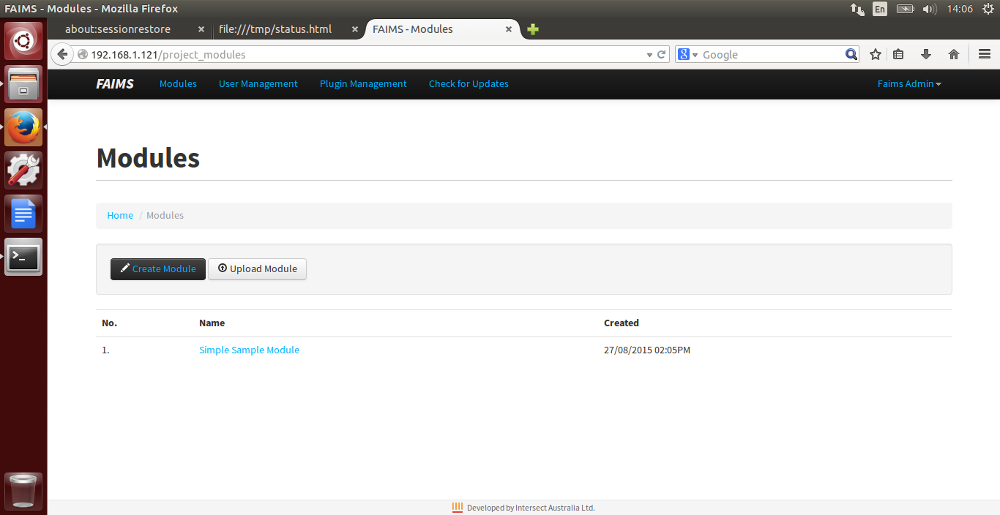 FAIMS - Modules - Mozilla Firefox En 14:06
about:sessionrestore × file:///tmp/status.html × FAIMS - Modules ×
192.168.1.121/project_modules 8 Google
FAIMS Modules User Management Plugin Management Check for Updates Faims Admin
Modules
Home / Modules
Create Module Upload Module
No. Name Created
1. Simple Sample Module 27/08/2015 02:05PM
Developed by Intersect Australia Ltd.